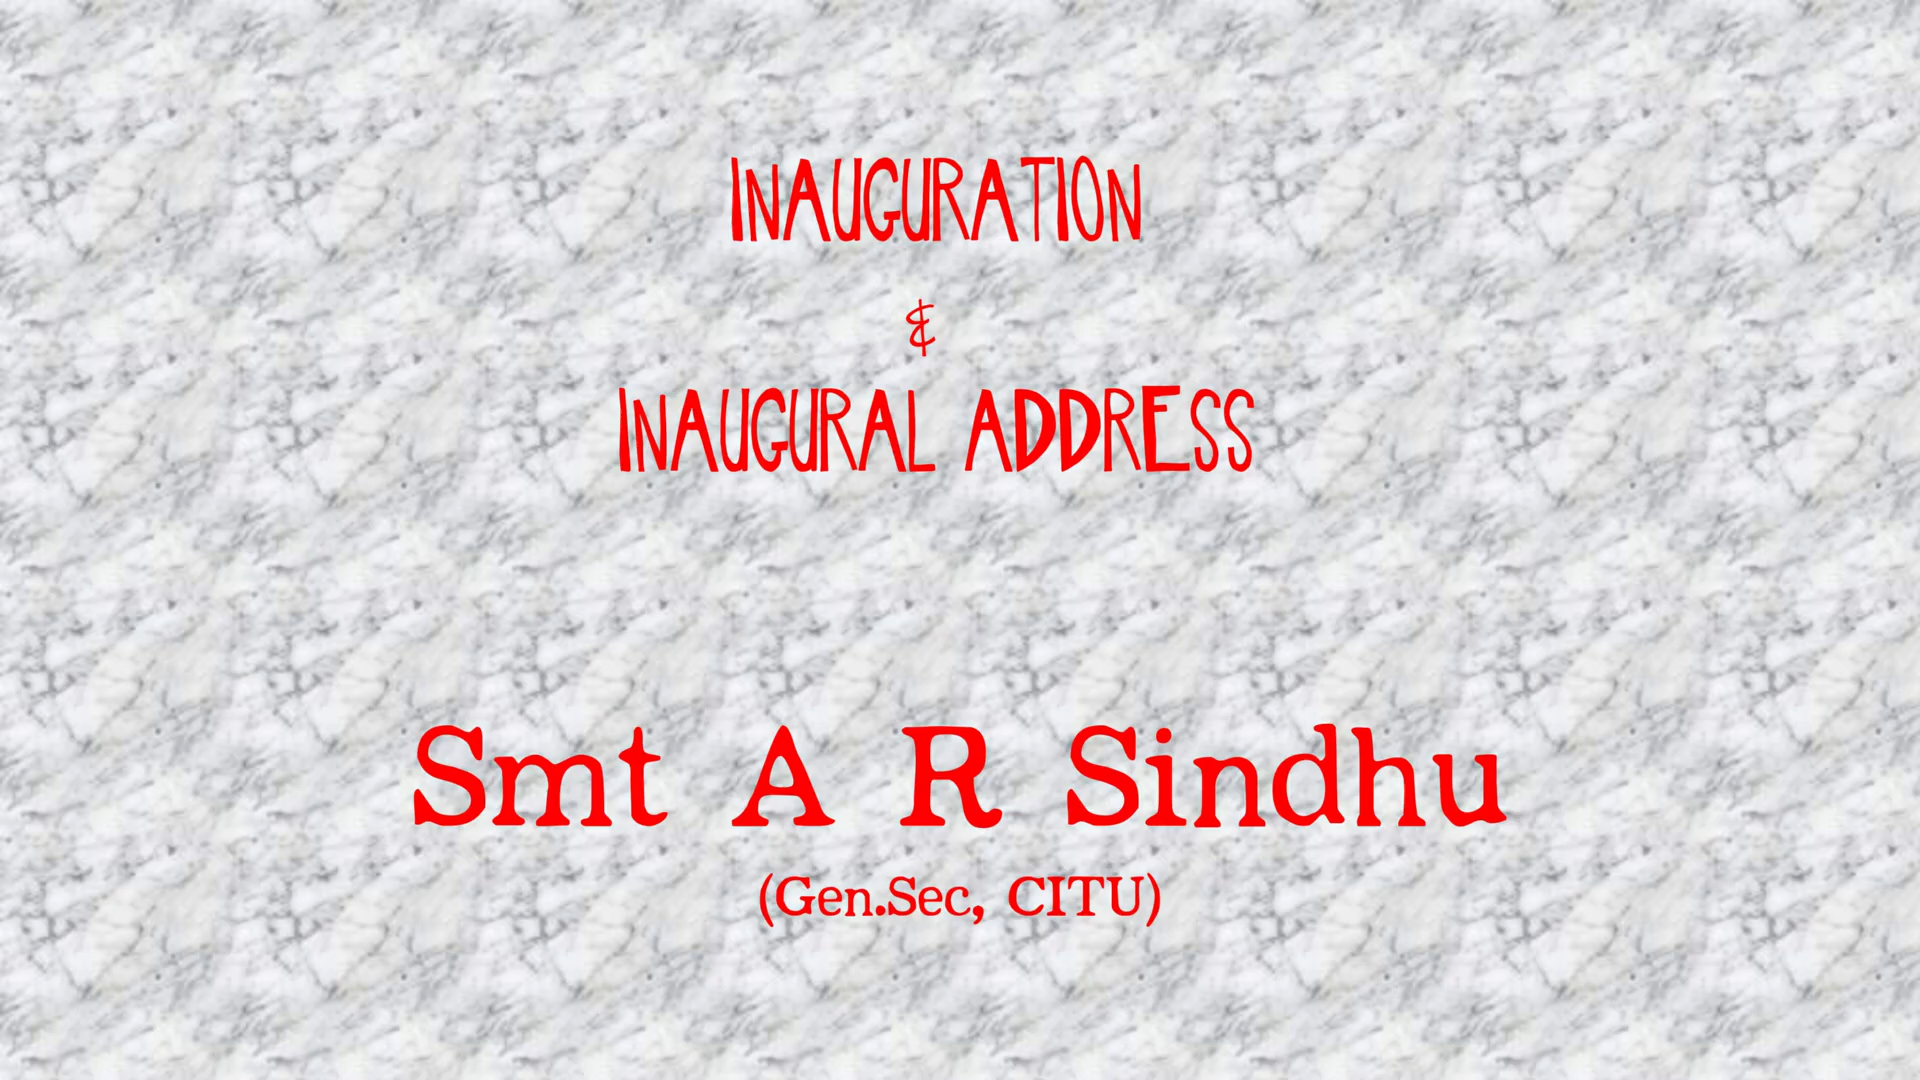 Inauguration
&
Inaugural address
Smt A R Sindhu
(Gen.Sec, CITU)